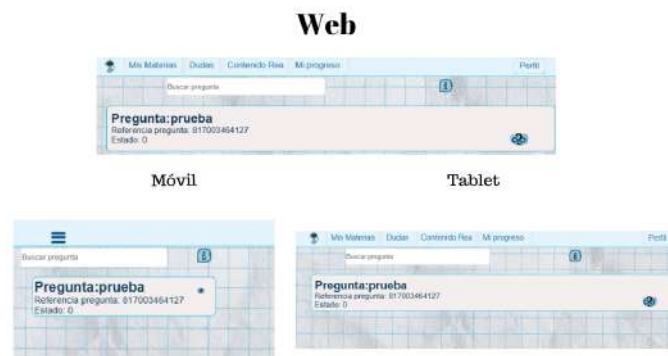 Web
Mis Materias Dudas Contenido Rea Mi progreso Perfil
Buscar pregunta
Pregunta:prueba
Referencia pregunta: 817003464127
Estado: 0
Móvil Tablet
Buscar pregunta
Pregunta:prueba
Referencia pregunta: 817003464127
Estado: 0
Mis Materias Dudas Contenido Rea Mi progreso Perfil
Buscar pregunta
Pregunta:prueba
Referencia pregunta: 817003464127
Estado: 0